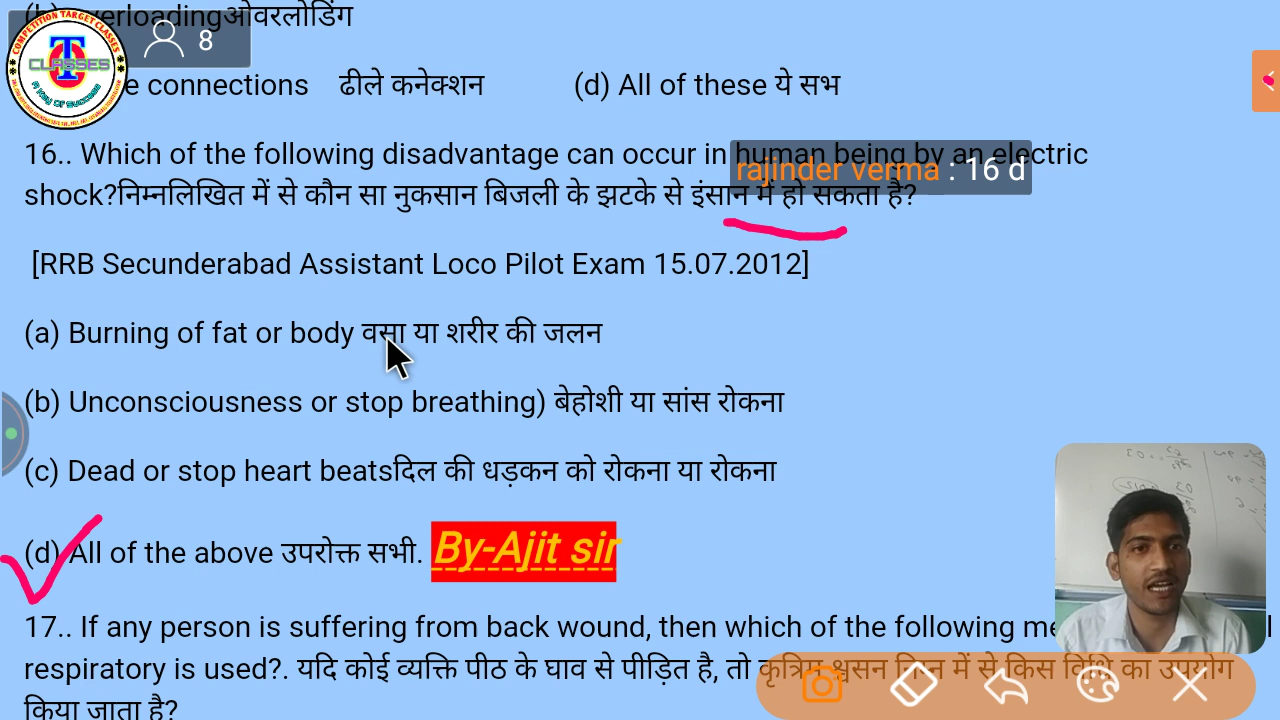 (b) overloadingओवरलोडिंग
8
CLASSES
e connections ढीले कनेक्शन (d) All of these ये सभ
16.. Which of the following disadvantage can occur in human being by an electric
rajinder verma : 16 d
shock?निम्नलिखित में से कौन सा नुकसान बिजली के झटके से इंसान में हो सकता है?
[RRB Secunderabad Assistant Loco Pilot Exam 15.07.2012]
(a) Burning of fat or body वसा या शरीर की जलन
(b) Unconsciousness or stop breathing) बेहोशी या सांस रोकना
(c) Dead or stop heart beatsदिल की धड़कन को रोकना या रोकना
(d) All of the above उपरोक्त सभी. By-Ajit sir
17.. If any person is suffering from back wound, then which of the following me
respiratory is used?. यदि कोई व्यक्ति पीठ के घाव से पीड़ित है, तो कृत्रिम श्वसन निम्न में से किस विधि का उपयोग
किया जाता है?